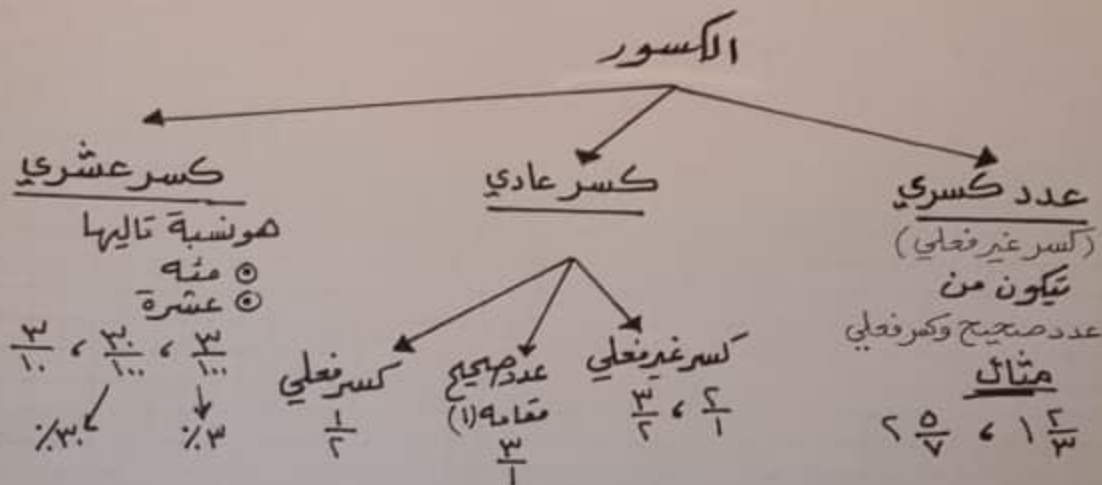 الكسور
عدد كسري
(كسر غير فعلي)
تيكون من
عدد صحيح وكسر فعلي
مثال
١ ٢/٣ ، ٢ ٥/٧
كسر عادي
كسر غير فعلي
٢/١ ، ٣/٢
عدد صحيح
مقامه (١)
٣/١
كسر فعلي
١/٢
كسر عشري
هو نسبة تاليها
⊙ مئه
⊙ عشرة
٣/١٠٠ ، ٣٠/١٠٠ ، ٣/١٠
٣٪ ٣٠٪